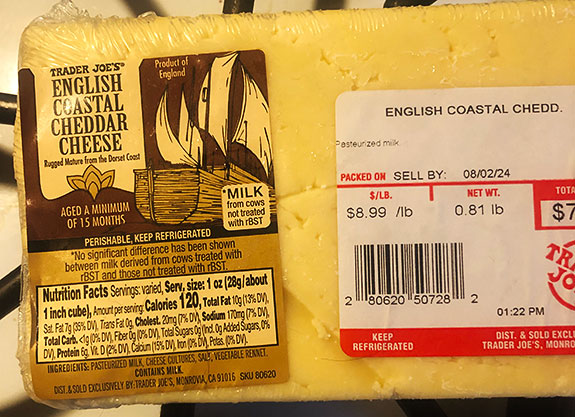 TRADER JOE'S®
ENGLISH
COASTAL
CHEDDAR
CHEESE
Rugged Mature from the Dorset Coast
AGED A MINIMUM
OF 15 MONTHS
Product of
England
*MILK
from cows
not treated
with rBST
PERISHABLE, KEEP REFRIGERATED
*No significant difference has been shown
between milk derived from cows treated with
rBST and those not treated with rBST.
Nutrition Facts Servings: varied, Serv. size: 1 oz (28g/about
1 inch cube), Amount per serving: Calories 120, Total Fat 10g (13% DV),
Sat. Fat 7g (35% DV), Trans Fat 0g, Cholest. 20mg (7% DV), Sodium 170mg (7% DV),
Total Carb. <1g (0% DV), Fiber 0g (0% DV), Total Sugars 0g (Incl. 0g Added Sugars, 0%
DV), Protein 6g, Vit. D (2% DV), Calcium (15% DV), Iron (0% DV), Potas. (0% DV).
INGREDIENTS: PASTEURIZED MILK, CHEESE CULTURES, SALT, VEGETABLE RENNET.
CONTAINS MILK.
DIST. & SOLD EXCLUSIVELY BY: TRADER JOE'S, MONROVIA, CA 91016 SKU 80620
ENGLISH COASTAL CHEDD.
Pasteurized milk.
PACKED ON SELL BY: 08/02/24
$/LB. NET WT. TOTA
$8.99 /lb 0.81 lb $7
2 80620 50728 2
01:22 PM
TRA
JO
KEEP
REFRIGERATED
DIST. & SOLD EXCLU
TRADER JOE'S, MONRO